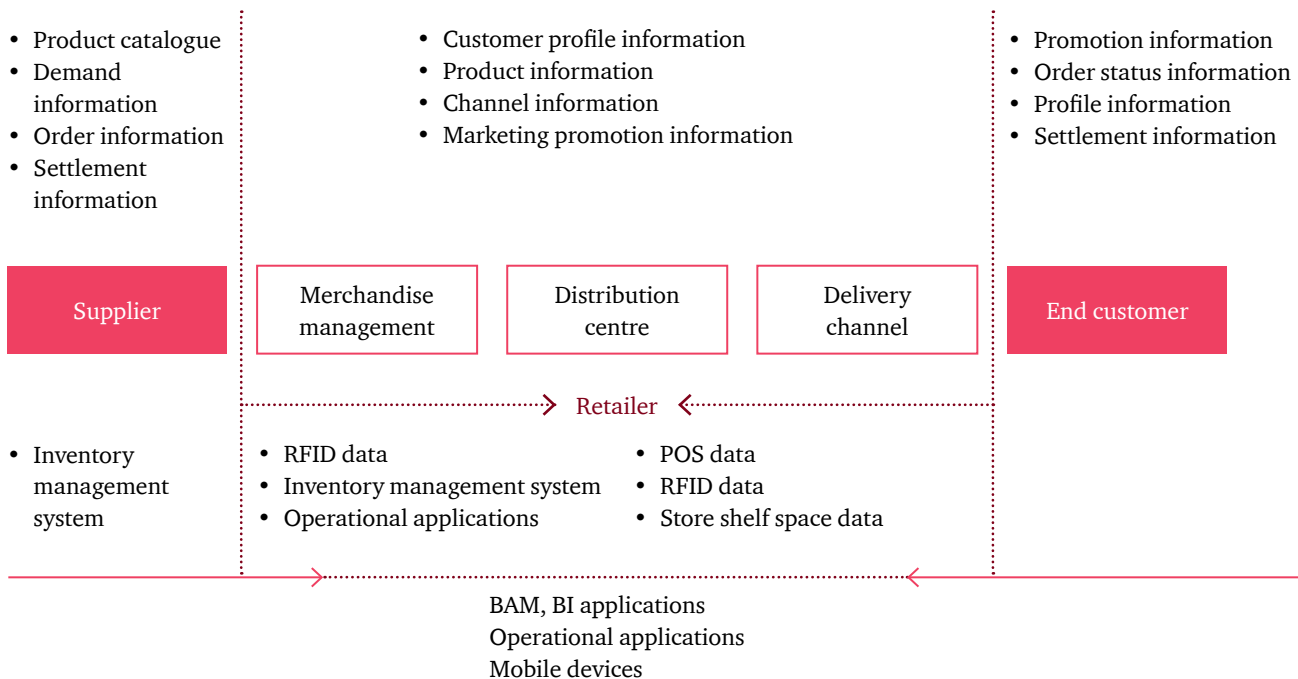 • Product catalogue
• Demand
information
• Order information
• Settlement
information
• Customer profile information
• Product information
• Channel information
• Marketing promotion information
• Promotion information
• Order status information
• Profile information
• Settlement information
Supplier
Merchandise
management
Distribution
centre
Delivery
channel
End customer
Retailer
• Inventory
management
system
• RFID data
• Inventory management system
• Operational applications
• POS data
• RFID data
• Store shelf space data
BAM, BI applications
Operational applications
Mobile devices